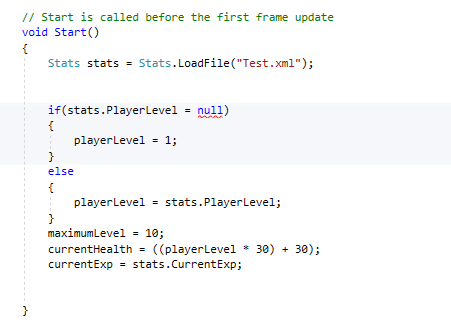 // Start is called before the first frame update
void Start()
{
Stats stats = Stats.LoadFile("Test.xml");
if(stats.PlayerLevel = null)
{
playerLevel = 1;
}
else
{
playerLevel = stats.PlayerLevel;
}
maximumLevel = 10;
currentHealth = ((playerLevel * 30) + 30);
currentExp = stats.CurrentExp;
}